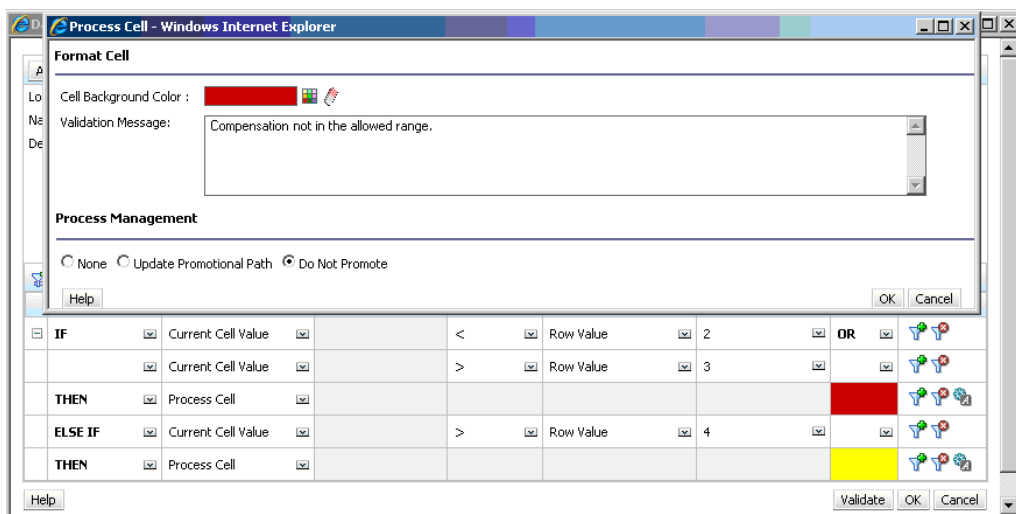 D
Process Cell - Windows Internet Explorer
Format Cell
A
Lo
Cell Background Color :
Na
Validation Message:
Compensation not in the allowed range.
De
Process Management
None Update Promotional Path Do Not Promote
Help OK Cancel
IF Current Cell Value < Row Value 2 OR
Current Cell Value > Row Value 3
THEN Process Cell
ELSE IF Current Cell Value > Row Value 4
THEN Process Cell
Help Validate OK Cancel